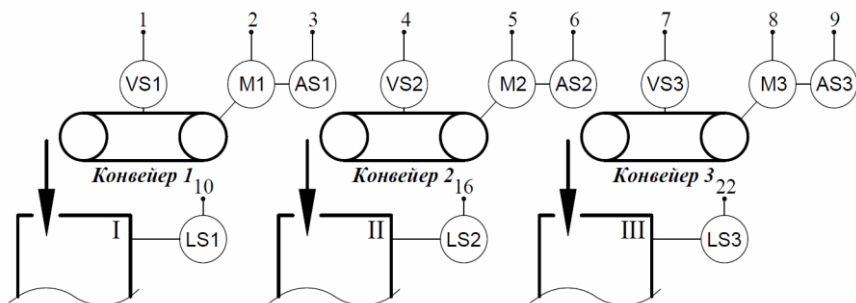 1 2 3 4 5 6 7 8 9
VS1 M1 AS1 VS2 M2 AS2 VS3 M3 AS3
Конвейер 1 Конвейер 2 Конвейер 3
10 16 22
I LS1 II LS2 III LS3